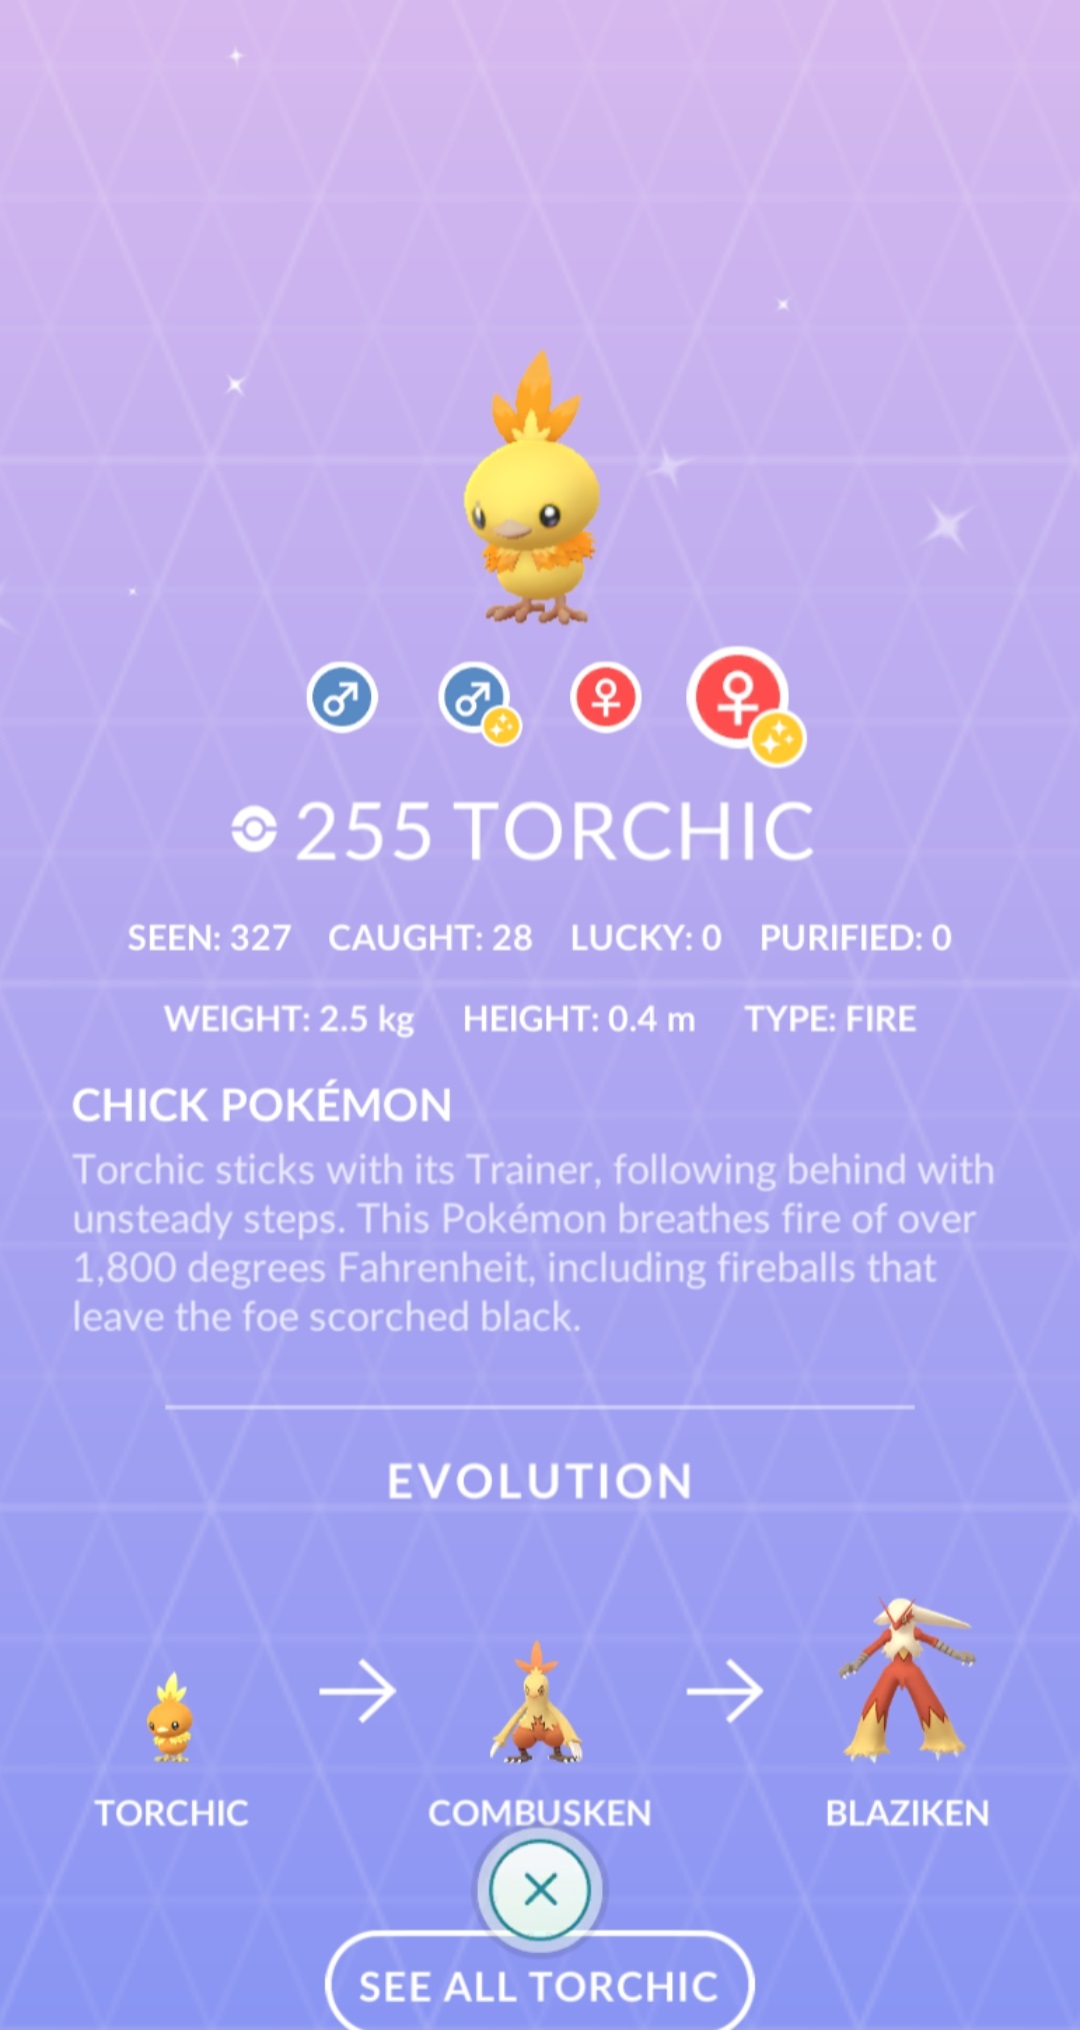 255 TORCHIC
SEEN: 327 CAUGHT: 28 LUCKY: 0 PURIFIED: 0
WEIGHT: 2.5 kg HEIGHT: 0.4 m TYPE: FIRE
CHICK POKÉMON
Torchic sticks with its Trainer, following behind with
unsteady steps. This Pokémon breathes fire of over
1,800 degrees Fahrenheit, including fireballs that
leave the foe scorched black.
EVOLUTION
TORCHIC COMBUSKEN BLAZIKEN
SEE ALL TORCHIC